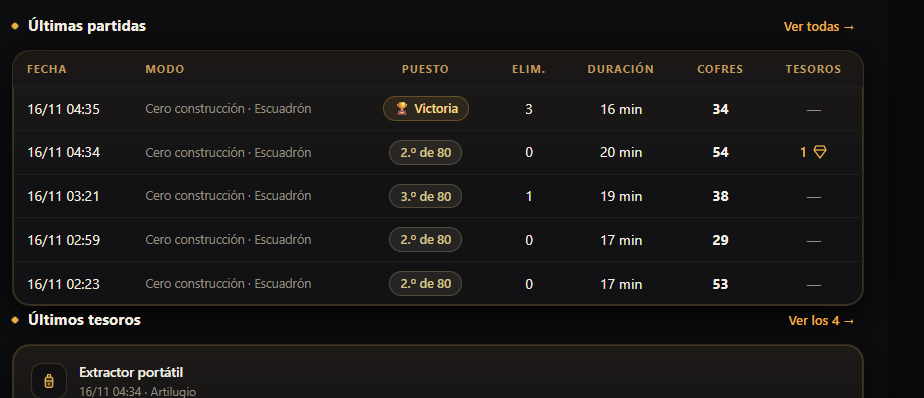 Últimas partidas
Ver todas →
FECHA MODO PUESTO ELIM. DURACIÓN COFRES TESOROS
16/11 04:35 Cero construcción · Escuadrón 🏆 Victoria 3 16 min 34 —
16/11 04:34 Cero construcción · Escuadrón 2.º de 80 0 20 min 54 1
16/11 03:21 Cero construcción · Escuadrón 3.º de 80 1 19 min 38 —
16/11 02:59 Cero construcción · Escuadrón 2.º de 80 0 17 min 29 —
16/11 02:23 Cero construcción · Escuadrón 2.º de 80 0 17 min 53 —
Últimos tesoros
Ver los 4 →
Extractor portátil
16/11 04:34 · Artilugio